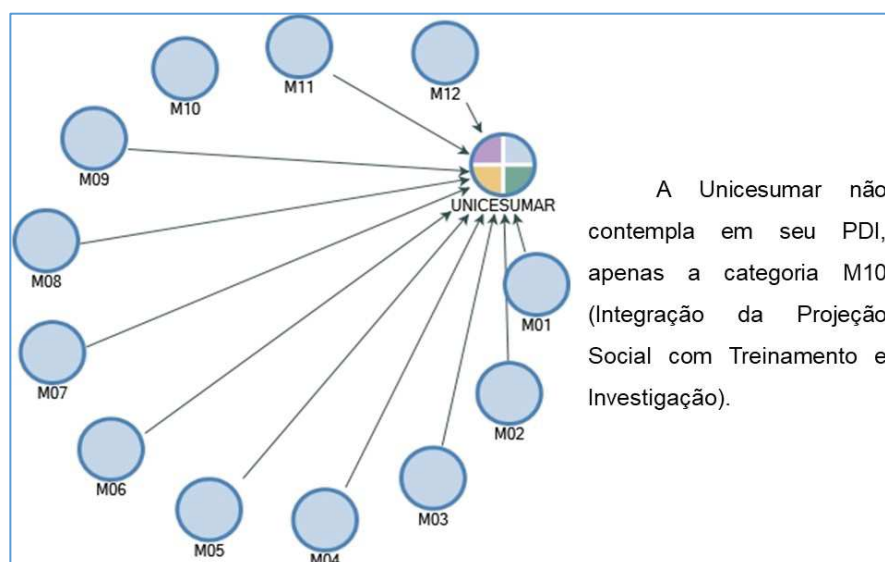 M11
M12
M10
M09
UNICESUMAR
M08
M01
M07
M02
M06
M03
M05
M04
A Unicesumar não
contempla em seu PDI,
apenas a categoria M10
(Integração da Projeção
Social com Treinamento e
Investigação).